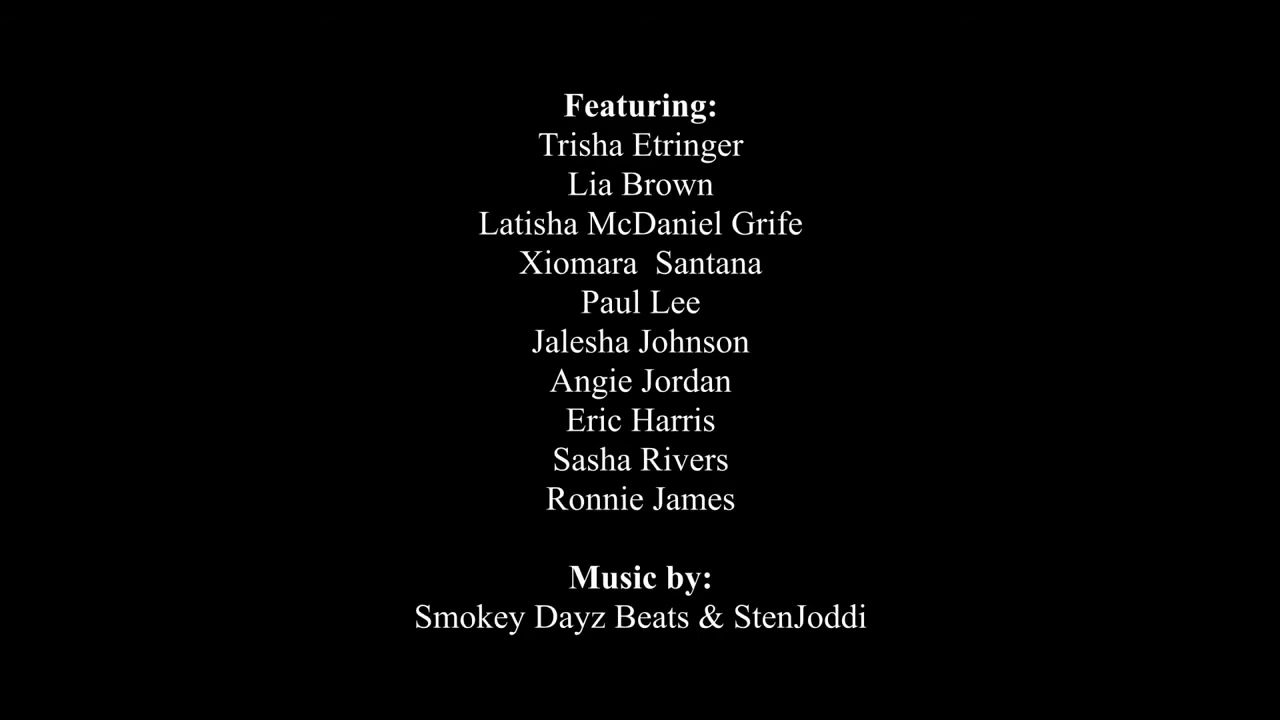 Featuring:
Trisha Etringer
Lia Brown
Latisha McDaniel Grife
Xiomara  Santana
Paul Lee
Jalesha Johnson
Angie Jordan
Eric Harris
Sasha Rivers
Ronnie James
Music by:
Smokey Dayz Beats & StenJoddi